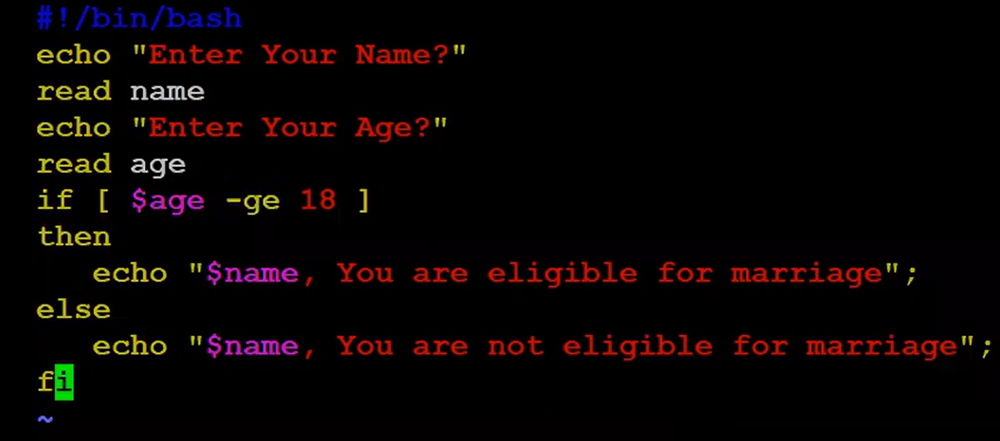 #!/bin/bash
echo "Enter Your Name?"
read name
echo "Enter Your Age?"
read age
if [ $age -ge 18 ]
then
   echo "$name, You are eligible for marriage";
else
   echo "$name, You are not eligible for marriage";
fi
~